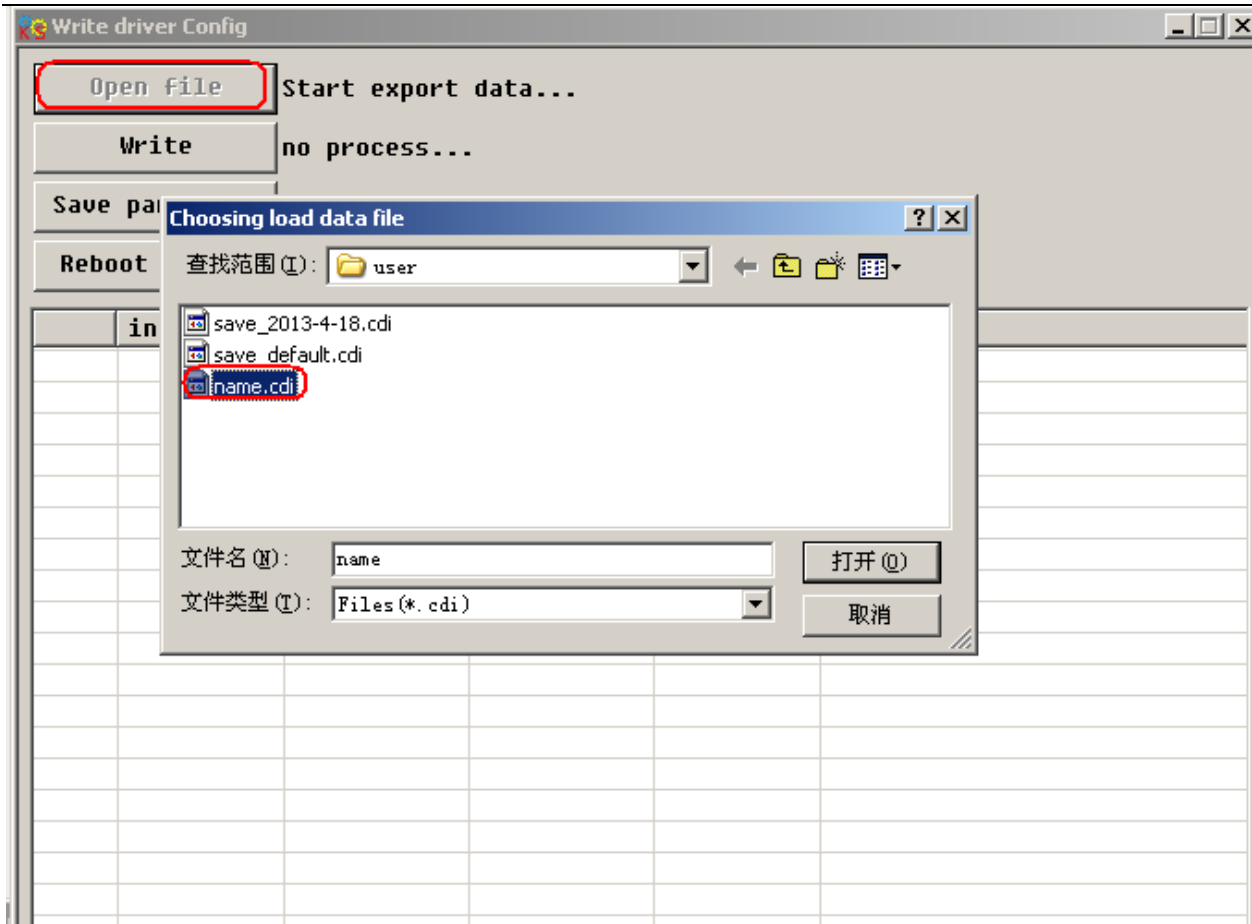 Write driver Config
Open file
Start export data...
Write
no process...
Save pa
Choosing load data file
Reboot
查找范围(I):
user
in
save_2013-4-18.cdi
save_default.cdi
name.cdi
文件名(N):
name
打开(O)
文件类型(T):
Files(*.cdi)
取消